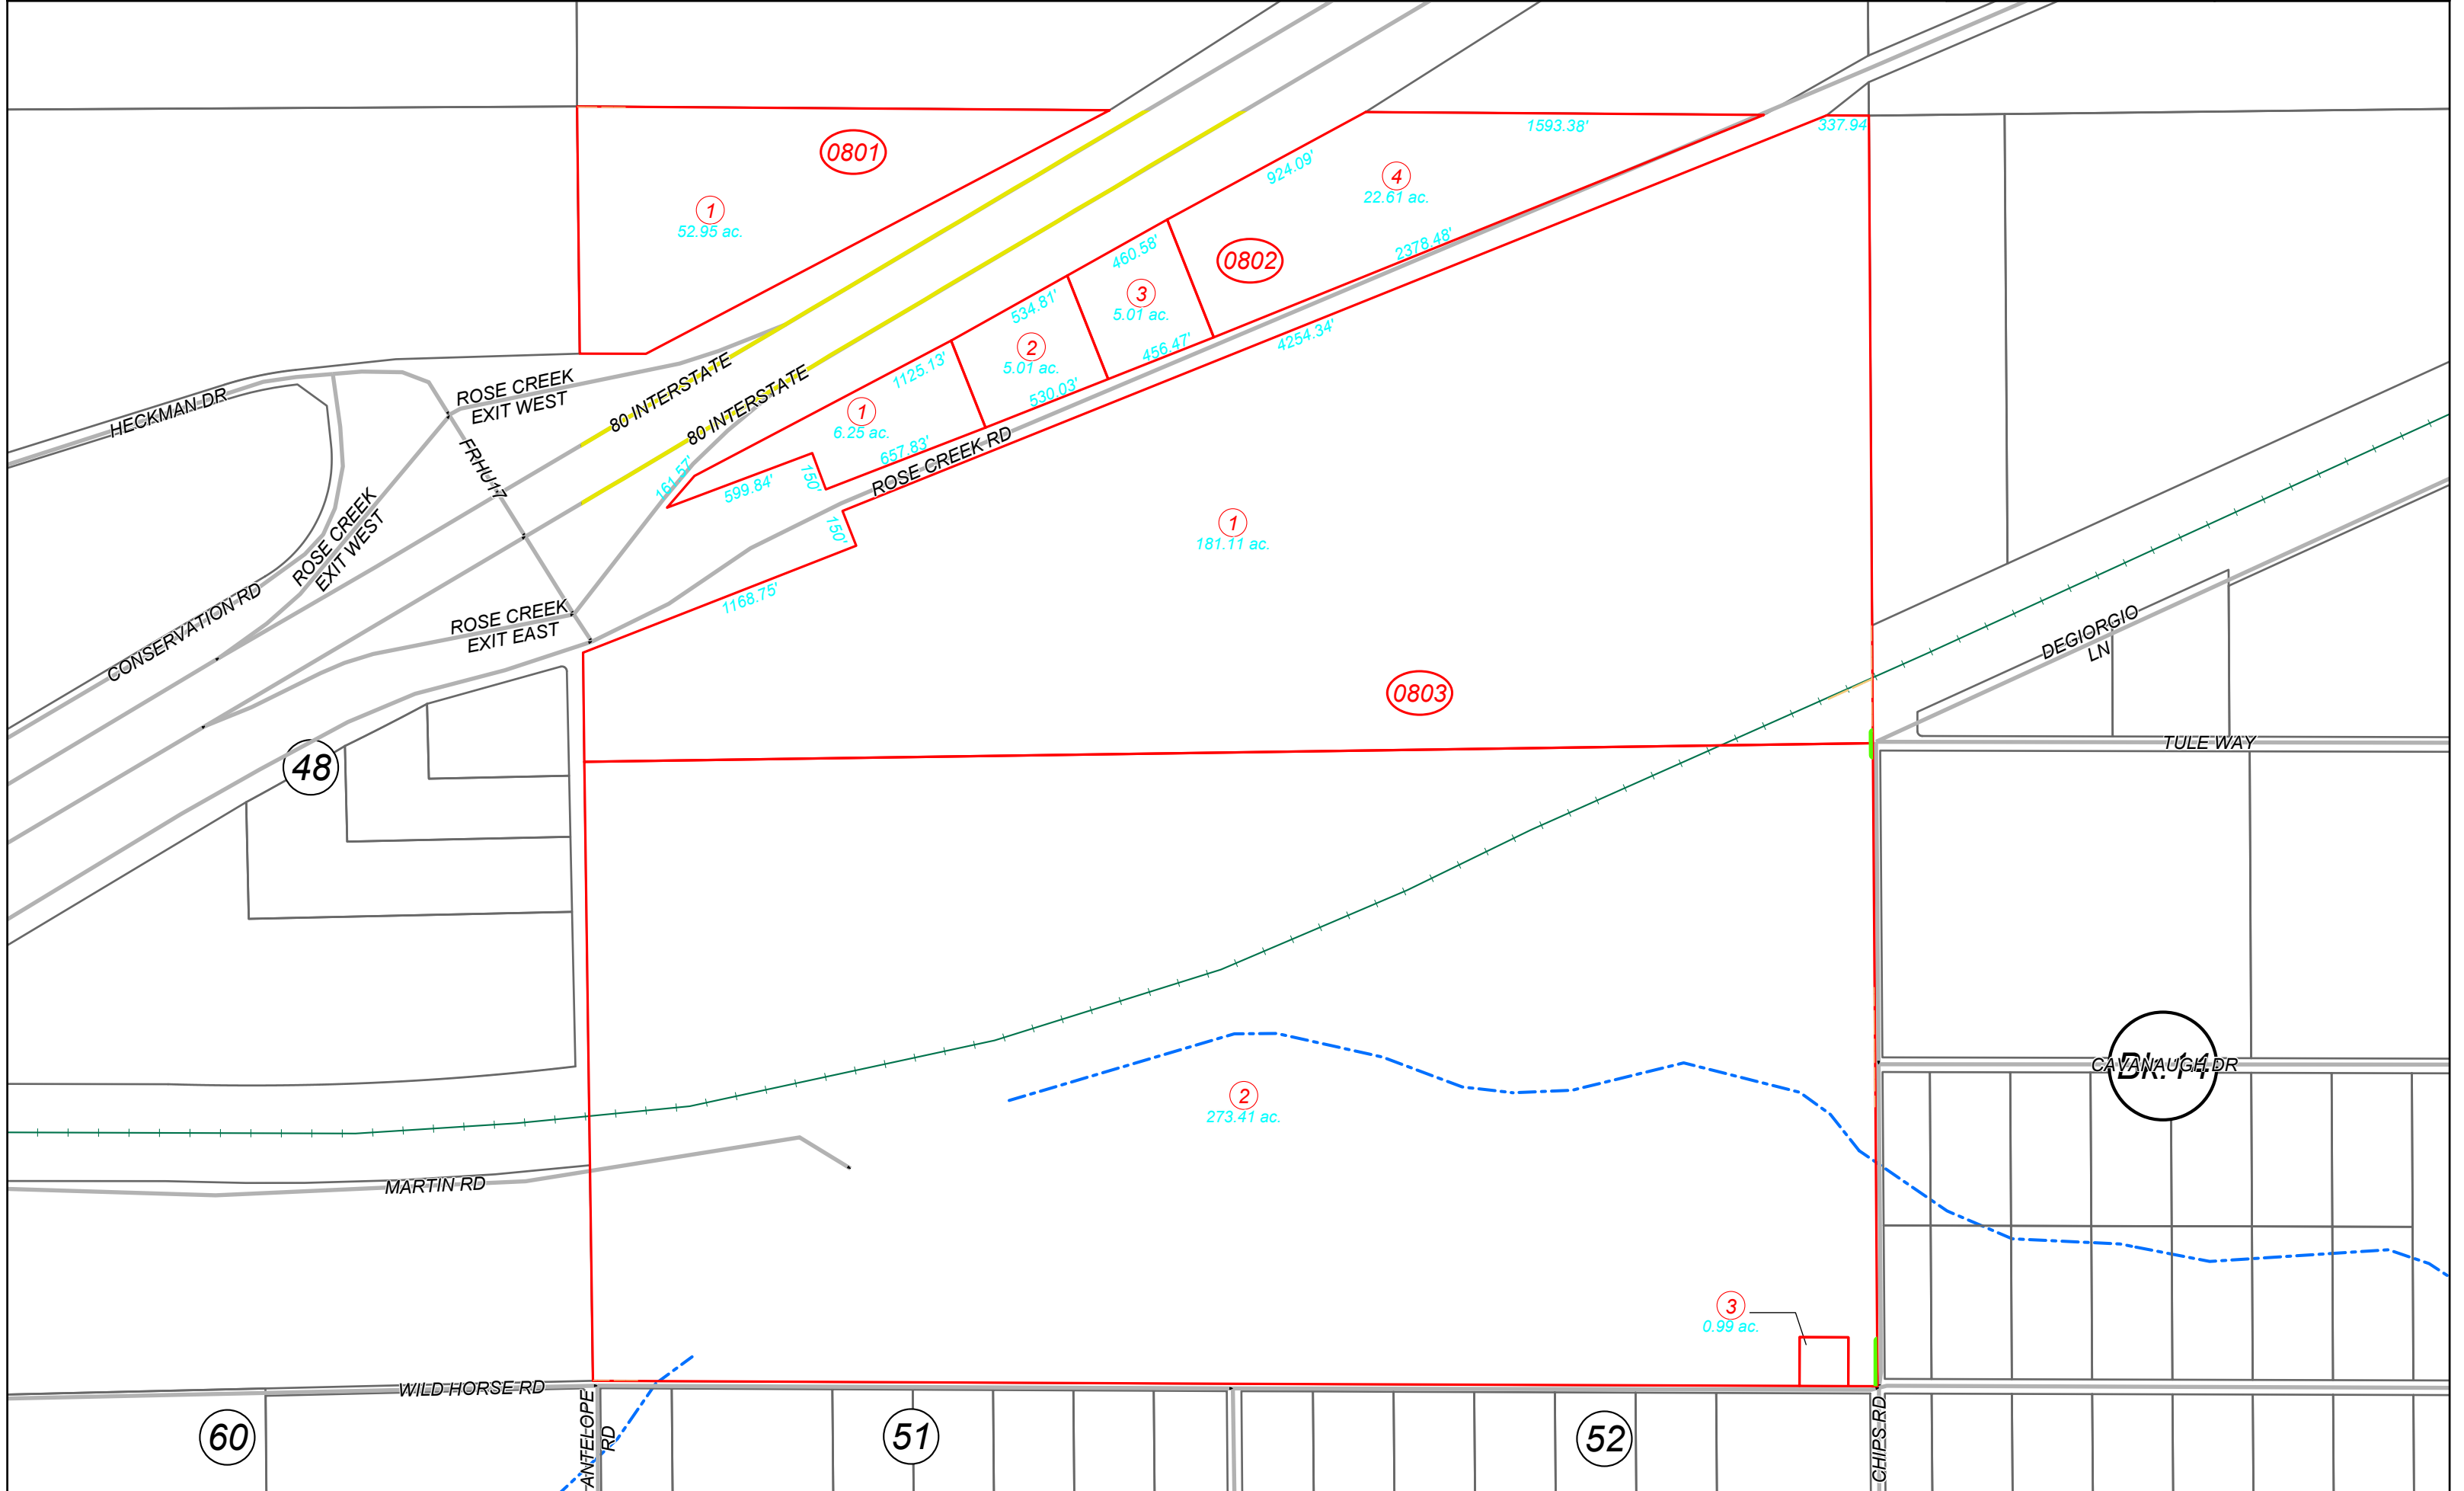 0801
1
52.95 ac.
1593.38'
337.94
924.09'
4
22.61 ac.
460.58'
0802
2378.48'
534.81'
3
5.01 ac.
456.47'
4254.34'
1125.13'
2
5.01 ac.
530.03'
1
6.25 ac.
657.83'
161.57'
599.84'
150'
150'
ROSE CREEK RD
1168.75'
1
181.11 ac.
0803
HECKMAN DR
ROSE CREEK
EXIT WEST
80 INTERSTATE
80 INTERSTATE
FRHU17
ROSE CREEK
EXIT WEST
CONSERVATION RD
ROSE CREEK
EXIT EAST
DEGIORGIO
LN
TULE WAY
48
CAVANAUGH DR
Bk. 14
2
273.41 ac.
MARTIN RD
3
0.99 ac.
WILD HORSE RD
60
ANTELOPE
RD
51
52
CHIPS RD